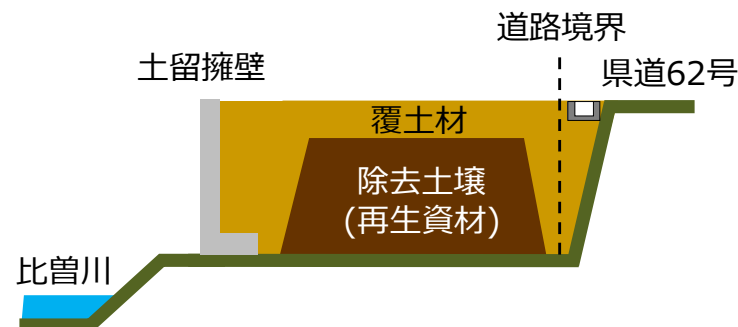 道路境界
土留擁壁
県道62号
覆土材
除去土壌
(再生資材)
比曽川